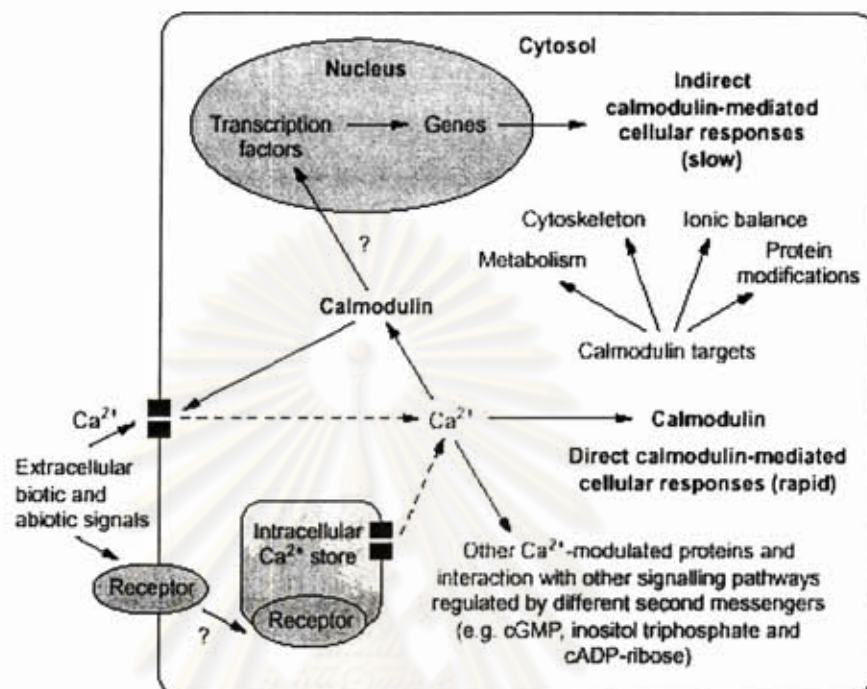 Cytosol
Nucleus
Transcription
factors
Genes
Indirect
calmodulin-mediated
cellular responses
(slow)
?
Cytoskeleton
Ionic balance
Metabolism
Protein
modifications
Calmodulin
Calmodulin targets
Ca²⁺
Ca²⁺
Calmodulin
Direct calmodulin-mediated
cellular responses (rapid)
Extracellular
biotic and
abiotic signals
Intracellular
Ca²⁺ store
Receptor
?
Receptor
Other Ca²⁺-modulated proteins and
interaction with other signalling pathways
regulated by different second messengers
(e.g. cGMP, inositol triphosphate and
cADP-ribose)